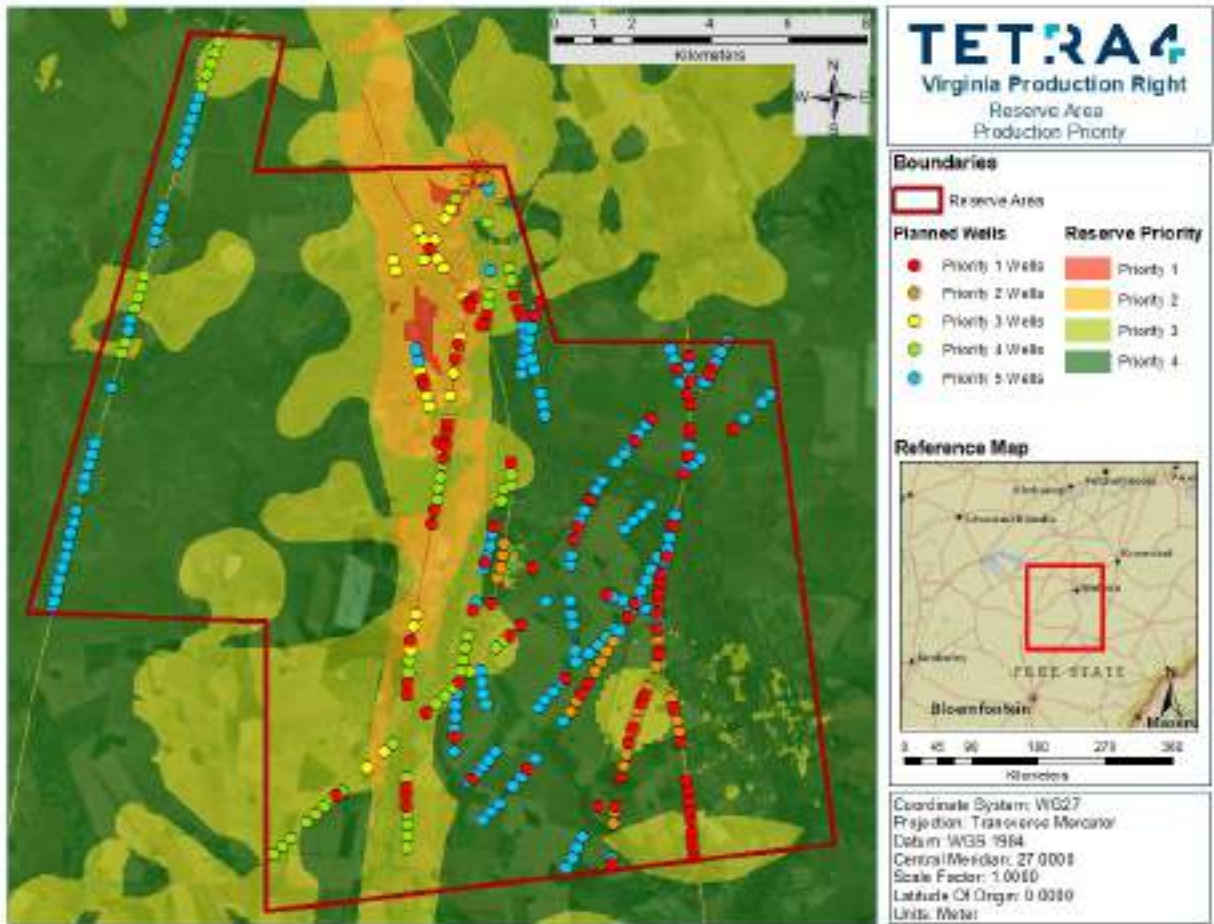 0 1 2 4 6 8
Kilometers
N
W E
S
TETRA4
Virginia Production Right
Reserve Area
Production Priority
Boundaries
Reserve Area
Planned Wells Reserve Priority
Priority 1 Wells Priority 1
Priority 2 Wells Priority 2
Priority 3 Wells Priority 3
Priority 4 Wells Priority 4
Priority 5 Wells
Reference Map
Kroonstad
FREE STATE
Bloemfontein
N
0 45 90 180 270 360
Kilometers
Coordinate System: WG27
Projection: Transverse Mercator
Datum: WGS 1984
Central Meridian: 27.0000
Scale Factor: 1.0000
Latitude Of Origin: 0.0000
Units: Meter